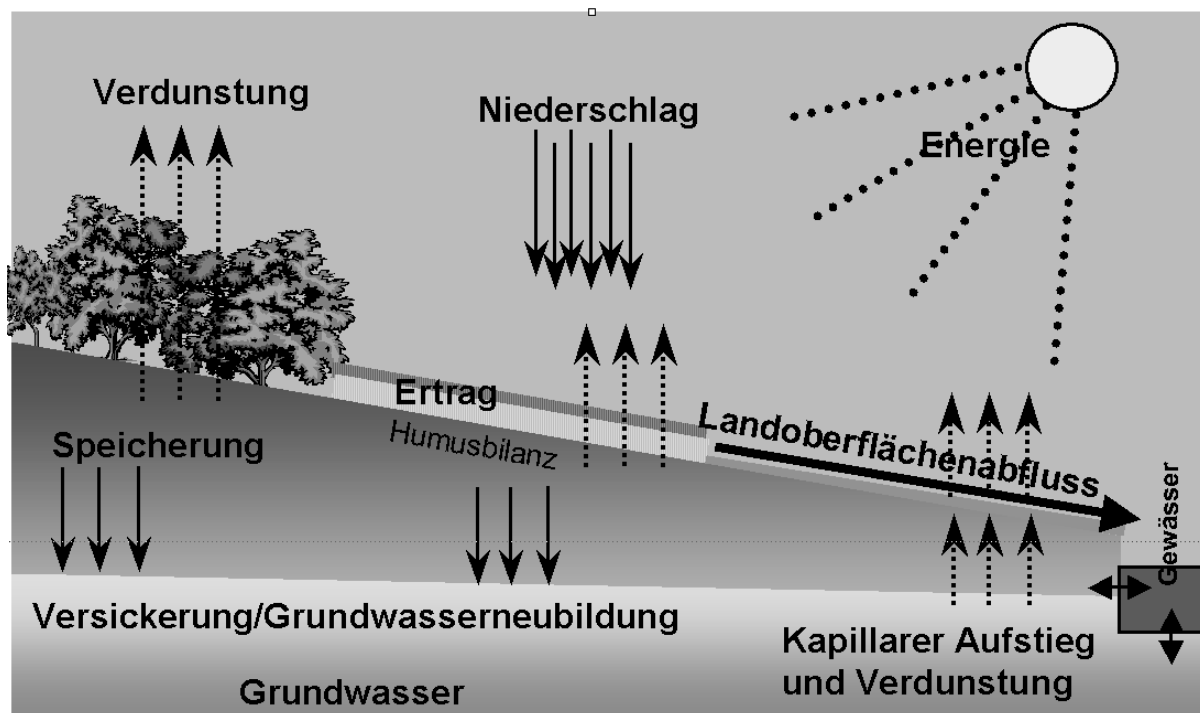 Verdunstung
Niederschlag
Energie
Ertrag
Humusbilanz
Landoberflächenabfluss
Speicherung
Gewässer
Versickerung/Grundwasserneubildung
Kapillarer Aufstieg
und Verdunstung
Grundwasser